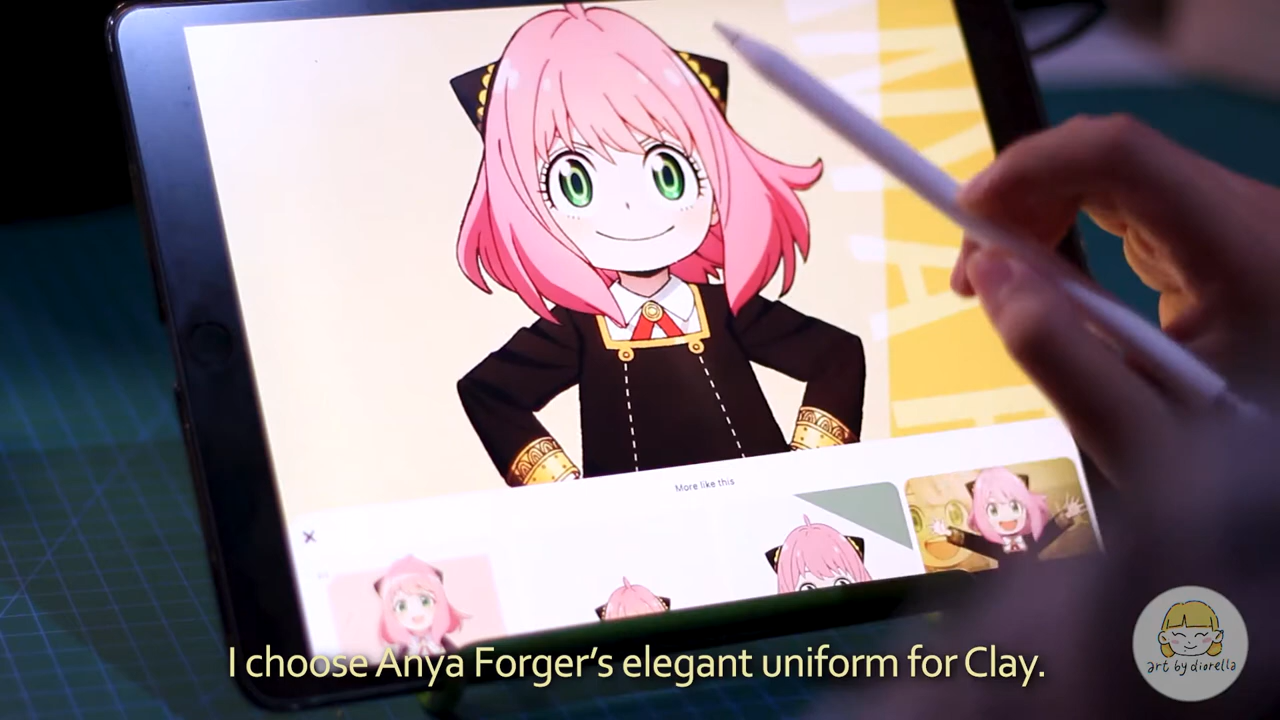 More like this
I choose Anya Forger's elegant uniform for Clay.
art by diorella